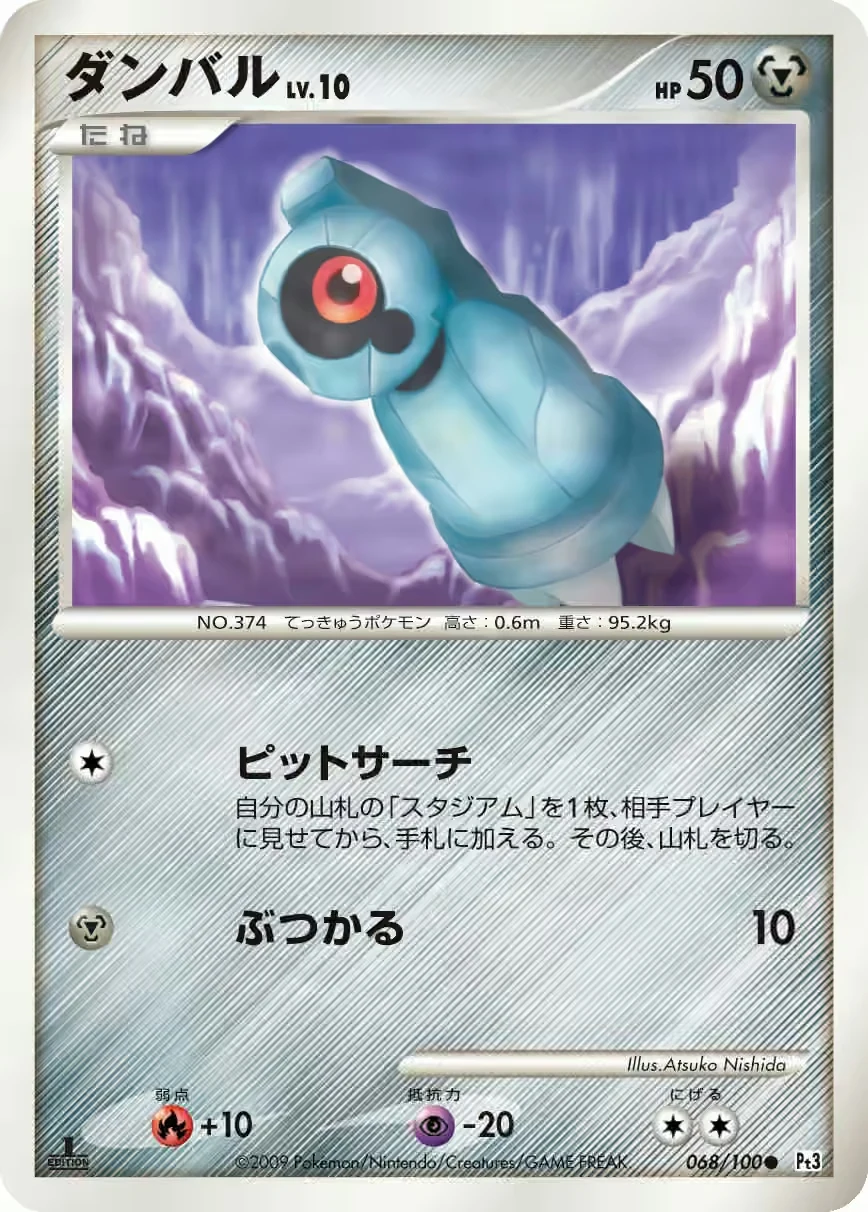 ダンバル LV.10 HP 50
たね
NO.374 てっきゅうポケモン 高さ：0.6m 重さ：95.2kg
ピットサーチ
自分の山札の「スタジアム」を1枚、相手プレイヤー
に見せてから、手札に加える。その後、山札を切る。
ぶつかる 10
Illus.Atsuko Nishida
弱点 抵抗力 にげる
+10 -20
1 EDITION ©2009 Pokémon/Nintendo/Creatures/GAME FREAK. 068/100● Pt3